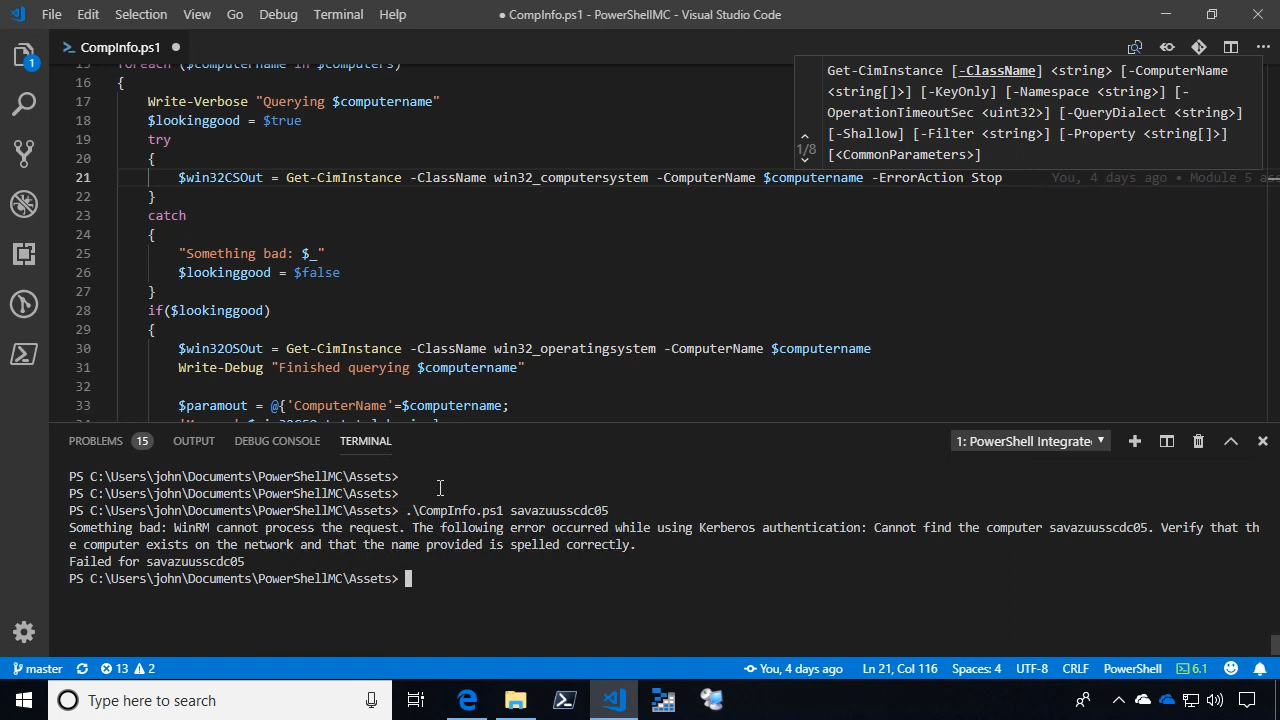 File Edit Selection View Go Debug Terminal Help
● CompInfo.ps1 - PowerShellMC - Visual Studio Code
CompInfo.ps1 ●
1
15 foreach ($computername in $computers)
16 {
17 Write-Verbose "Querying $computername"
18 $lookinggood = $true
19 try
20 {
21 $win32CSOut = Get-CimInstance -ClassName win32_computersystem -ComputerName $computername -ErrorAction Stop You, 4 days ago • Module 5 ass
22 }
23 catch
24 {
25 "Something bad: $_"
26 $lookinggood = $false
27 }
28 if($lookinggood)
29 {
30 $win32OSOut = Get-CimInstance -ClassName win32_operatingsystem -ComputerName $computername
31 Write-Debug "Finished querying $computername"
32
33 $paramout = @{'ComputerName'=$computername;
Get-CimInstance [-ClassName] <string> [-ComputerName
<string[]>] [-KeyOnly] [-Namespace <string>] [-
OperationTimeoutSec <uint32>] [-QueryDialect <string>]
[-Shallow] [-Filter <string>] [-Property <string[]>]
[<CommonParameters>]
1/8
PROBLEMS 15 OUTPUT DEBUG CONSOLE TERMINAL 1: PowerShell Integrate
PS C:\Users\john\Documents\PowerShellMC\Assets>
PS C:\Users\john\Documents\PowerShellMC\Assets>
PS C:\Users\john\Documents\PowerShellMC\Assets> .\CompInfo.ps1 savazuusscdc05
Something bad: WinRM cannot process the request. The following error occurred while using Kerberos authentication: Cannot find the computer savazuusscdc05. Verify that th
e computer exists on the network and that the name provided is spelled correctly.
Failed for savazuusscdc05
PS C:\Users\john\Documents\PowerShellMC\Assets>
master 13 2 You, 4 days ago Ln 21, Col 116 Spaces: 4 UTF-8 CRLF PowerShell 6.1
Type here to search